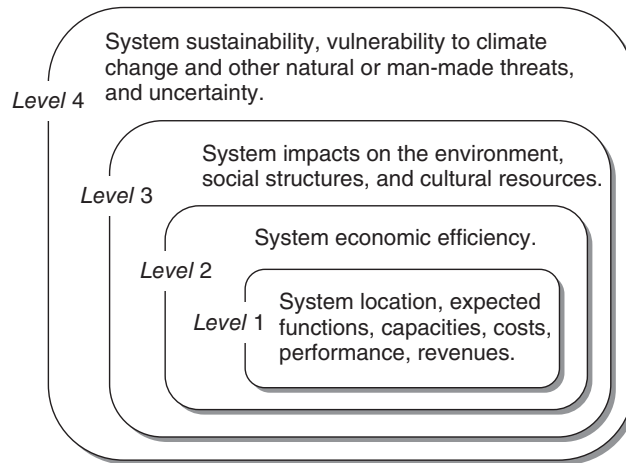 System sustainability, vulnerability to climate
change and other natural or man-made threats,
and uncertainty.
Level 4
System impacts on the environment,
social structures, and cultural resources.
Level 3
System economic efficiency.
Level 2
System location, expected
functions, capacities, costs,
performance, revenues.
Level 1